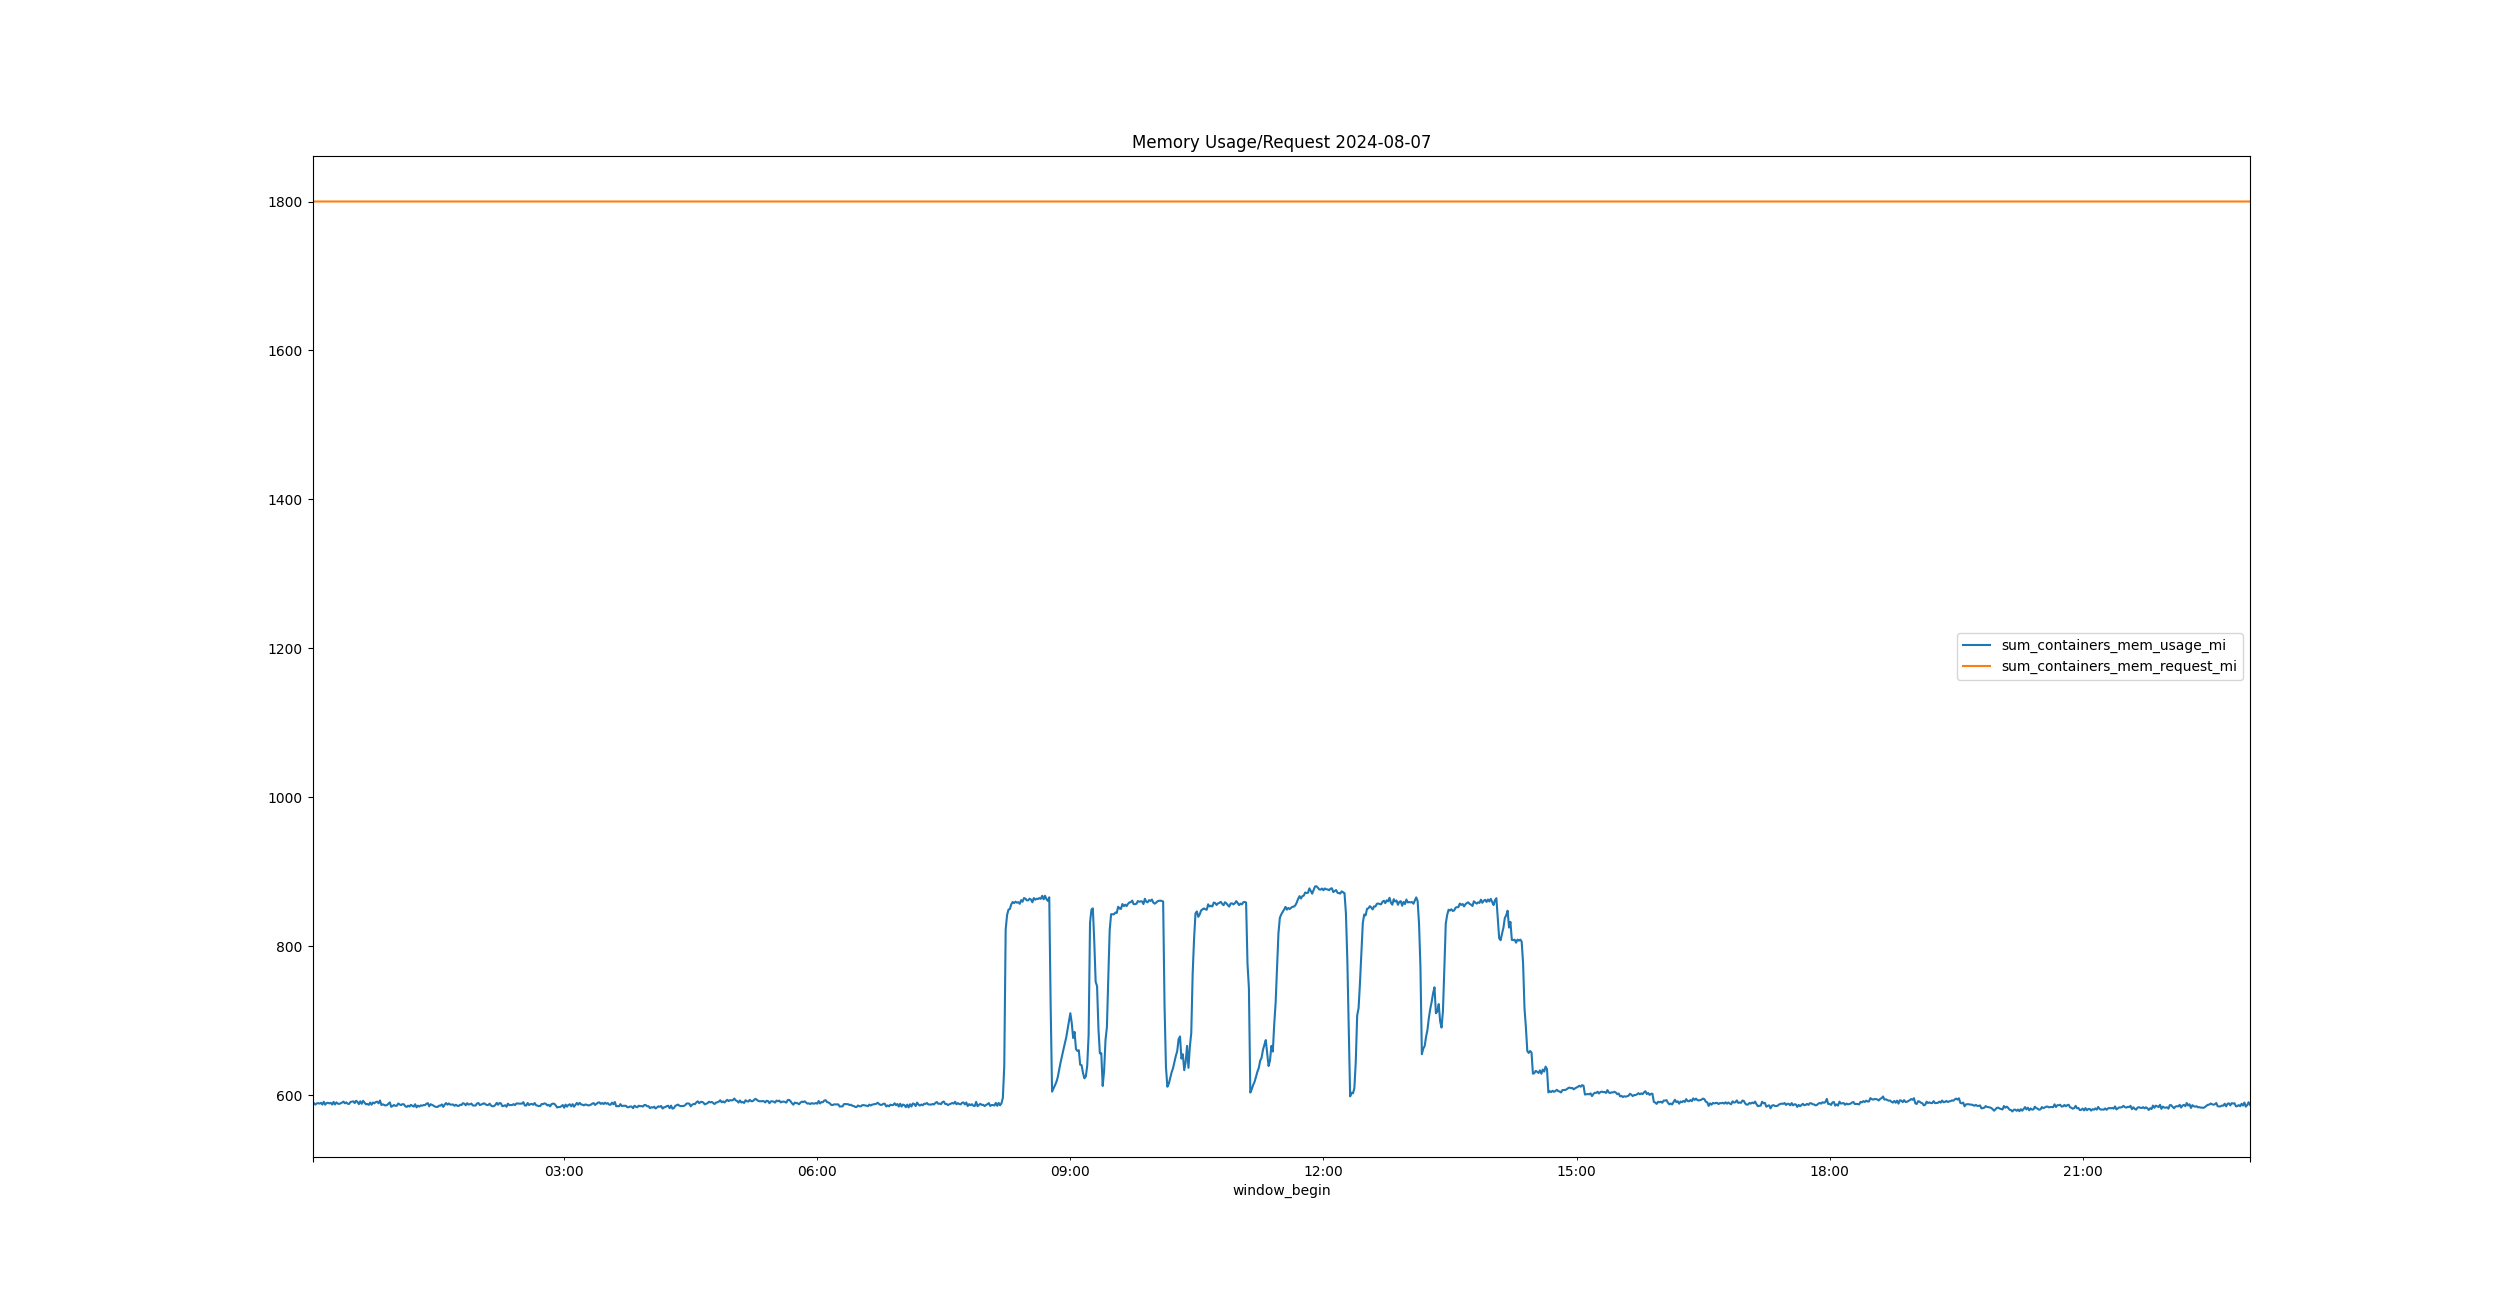 Memory Usage/Request 2024-08-07
1800
1600
1400
1200
1000
800
600
sum_containers_mem_usage_mi
sum_containers_mem_request_mi
03:00 06:00 09:00 12:00 15:00 18:00 21:00
window_begin